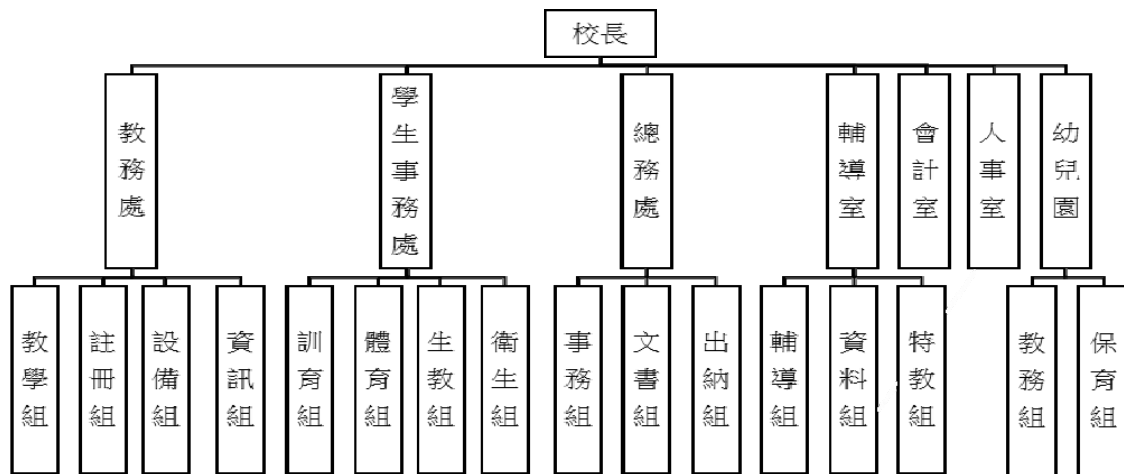 校長
教務處
學生事務處
總務處
輔導室
會計室
人事室
幼兒園
教學組
註冊組
設備組
資訊組
訓育組
體育組
生教組
衛生組
事務組
文書組
出納組
輔導組
資料組
特教組
教務組
保育組